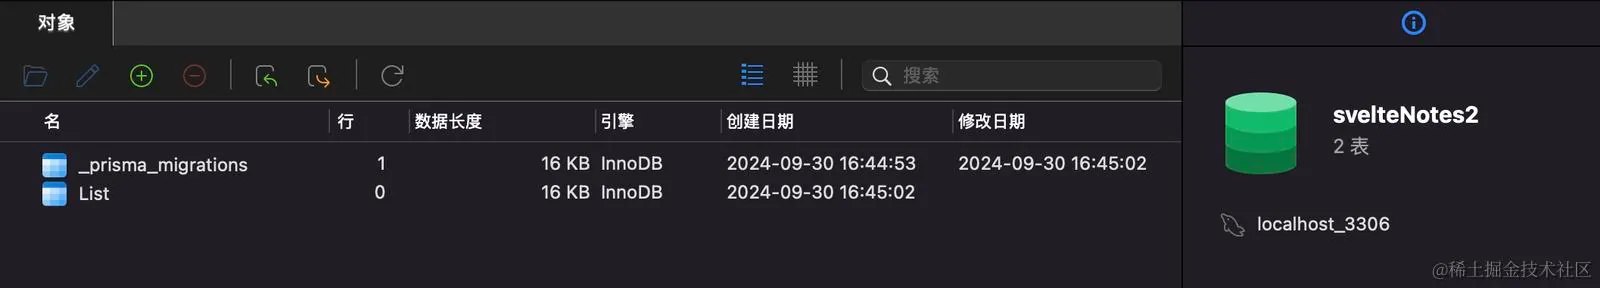 对象
搜索
名 行 数据长度 引擎 创建日期 修改日期
_prisma_migrations 1 16 KB InnoDB 2024-09-30 16:44:53 2024-09-30 16:45:02
List 0 16 KB InnoDB 2024-09-30 16:45:02
svelteNotes2
2 表
localhost_3306
@稀土掘金技术社区